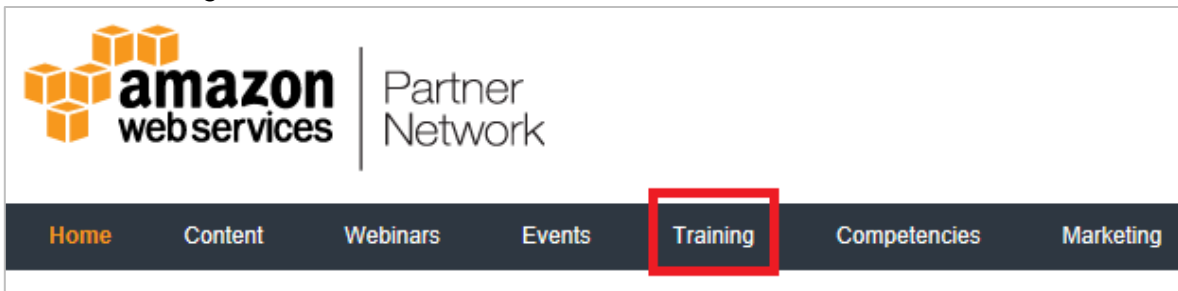 amazon
web services
Partner
Network
Home Content Webinars Events Training Competencies Marketing